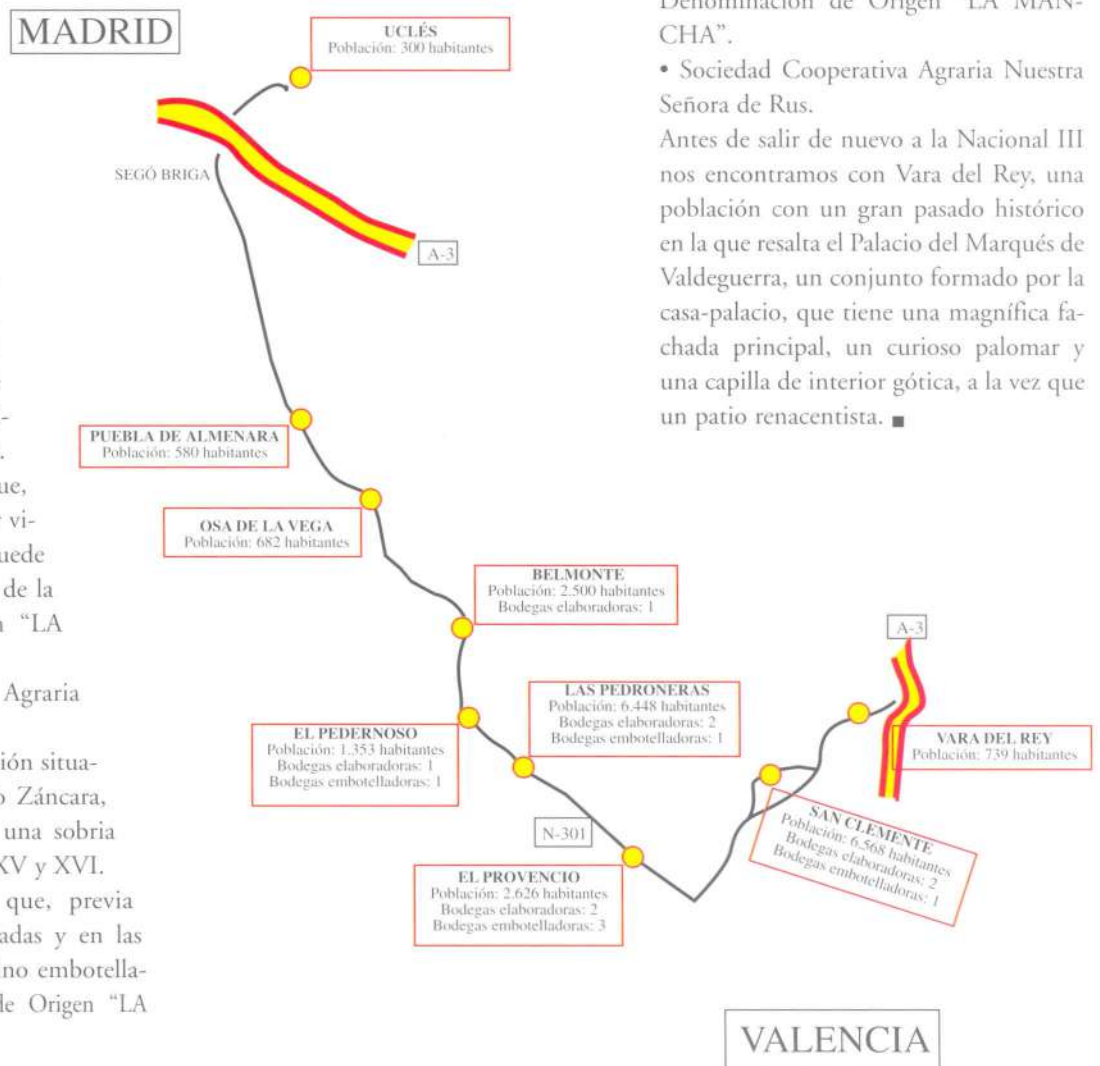 MADRID
UCLÉS
Población: 300 habitantes
SEGÓ BRIGA
A-3
PUEBLA DE ALMENARA
Población: 580 habitantes
OSA DE LA VEGA
Población: 682 habitantes
BELMONTE
Población: 2.500 habitantes
Bodegas elaboradoras: 1
EL PEDERNOSO
Población: 1.353 habitantes
Bodegas elaboradoras: 1
Bodegas embotelladoras: 1
LAS PEDRONERAS
Población: 6.448 habitantes
Bodegas elaboradoras: 2
Bodegas embotelladoras: 1
N-301
EL PROVENCIO
Población: 2.626 habitantes
Bodegas elaboradoras: 2
Bodegas embotelladoras: 3
SAN CLEMENTE
Población: 6.568 habitantes
Bodegas elaboradoras: 2
Bodegas embotelladoras: 1
A-3
VARA DEL REY
Población: 739 habitantes
VALENCIA
ue,
vi-
uede
de la
"LA
Agraria
ción situa-
Záncara,
una sobria
XV y XVI.
que, previa
adas y en las
ino embotella-
de Origen "LA
Denominación de Origen "LA MAN-
CHA".
• Sociedad Cooperativa Agraria Nuestra
Señora de Rus.
Antes de salir de nuevo a la Nacional III
nos encontramos con Vara del Rey, una
población con un gran pasado histórico
en la que resalta el Palacio del Marqués de
Valdeguerra, un conjunto formado por la
casa-palacio, que tiene una magnífica fa-
chada principal, un curioso palomar y
una capilla de interior gótica, a la vez que
un patio renacentista. ■